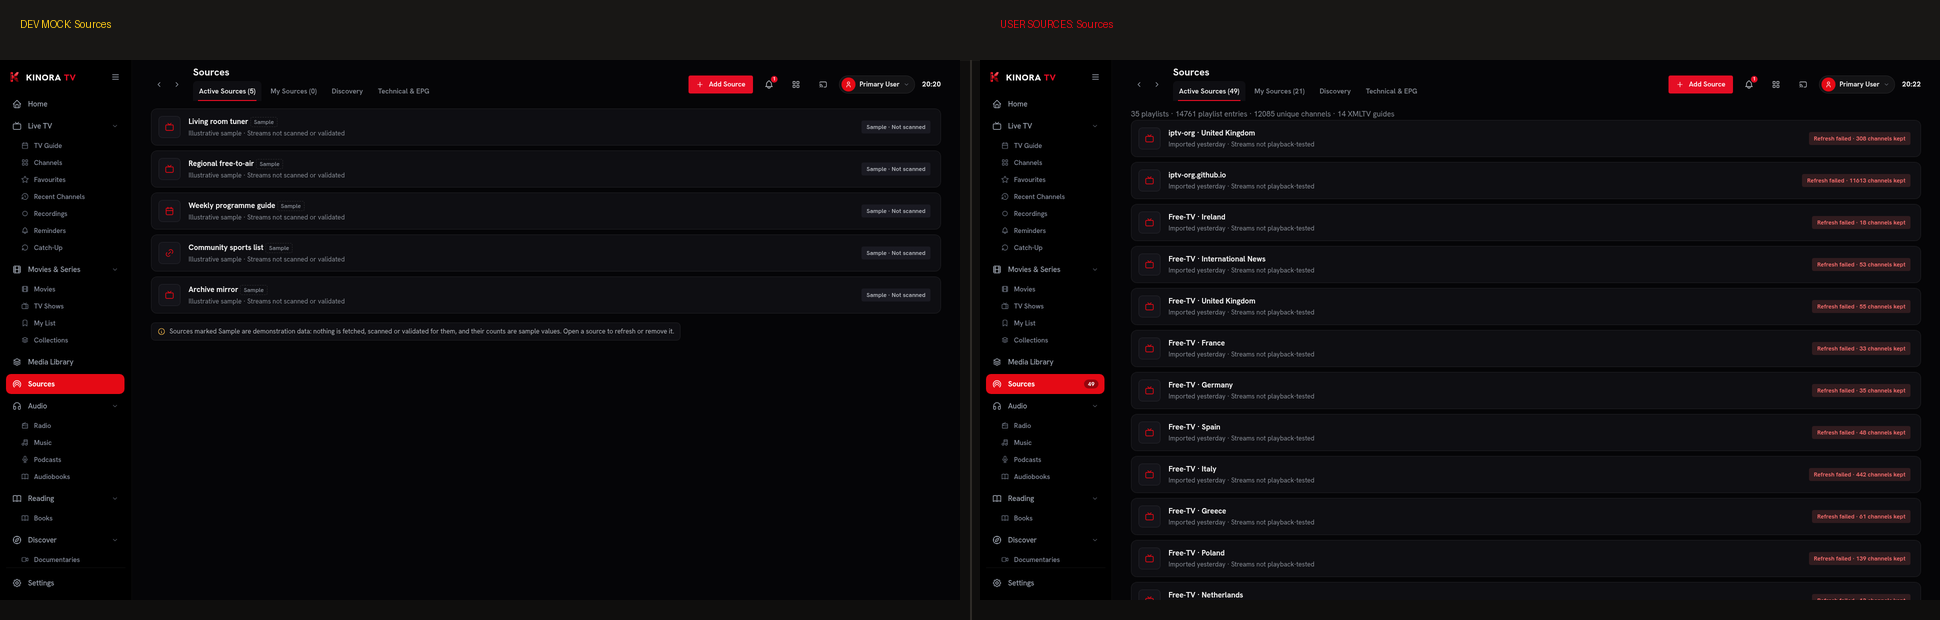 DEV MOCK: Sources
KINORA TV
Home
Live TV
TV Guide
Channels
Favourites
Recent Channels
Recordings
Reminders
Catch-Up
Movies & Series
Movies
TV Shows
My List
Collections
Media Library
Sources
Audio
Radio
Music
Podcasts
Audiobooks
Reading
Books
Discover
Documentaries
Settings
Sources
Active Sources (5) My Sources (0) Discovery Technical & EPG
+ Add Source 1 Primary User 20:20
Living room tuner Sample
Illustrative sample · Streams not scanned or validated
Sample · Not scanned
Regional free-to-air Sample
Illustrative sample · Streams not scanned or validated
Sample · Not scanned
Weekly programme guide Sample
Illustrative sample · Streams not scanned or validated
Sample · Not scanned
Community sports list Sample
Illustrative sample · Streams not scanned or validated
Sample · Not scanned
Archive mirror Sample
Illustrative sample · Streams not scanned or validated
Sample · Not scanned
Sources marked Sample are demonstration data: nothing is fetched, scanned or validated for them, and their counts are sample values. Open a source to refresh or remove it.
USER SOURCES: Sources
KINORA TV
Home
Live TV
TV Guide
Channels
Favourites
Recent Channels
Recordings
Reminders
Catch-Up
Movies & Series
Movies
TV Shows
My List
Collections
Media Library
Sources 49
Audio
Radio
Music
Podcasts
Audiobooks
Reading
Books
Discover
Documentaries
Settings
Sources
Active Sources (49) My Sources (21) Discovery Technical & EPG
+ Add Source 1 Primary User 20:22
35 playlists · 14761 playlist entries · 12085 unique channels · 14 XMLTV guides
iptv-org · United Kingdom
Imported yesterday · Streams not playback-tested
Refresh failed · 308 channels kept
iptv-org.github.io
Imported yesterday · Streams not playback-tested
Refresh failed · 11613 channels kept
Free-TV · Ireland
Imported yesterday · Streams not playback-tested
Refresh failed · 18 channels kept
Free-TV · International News
Imported yesterday · Streams not playback-tested
Refresh failed · 53 channels kept
Free-TV · United Kingdom
Imported yesterday · Streams not playback-tested
Refresh failed · 55 channels kept
Free-TV · France
Imported yesterday · Streams not playback-tested
Refresh failed · 33 channels kept
Free-TV · Germany
Imported yesterday · Streams not playback-tested
Refresh failed · 35 channels kept
Free-TV · Spain
Imported yesterday · Streams not playback-tested
Refresh failed · 48 channels kept
Free-TV · Italy
Imported yesterday · Streams not playback-tested
Refresh failed · 442 channels kept
Free-TV · Greece
Imported yesterday · Streams not playback-tested
Refresh failed · 61 channels kept
Free-TV · Poland
Imported yesterday · Streams not playback-tested
Refresh failed · 139 channels kept
Free-TV · Netherlands